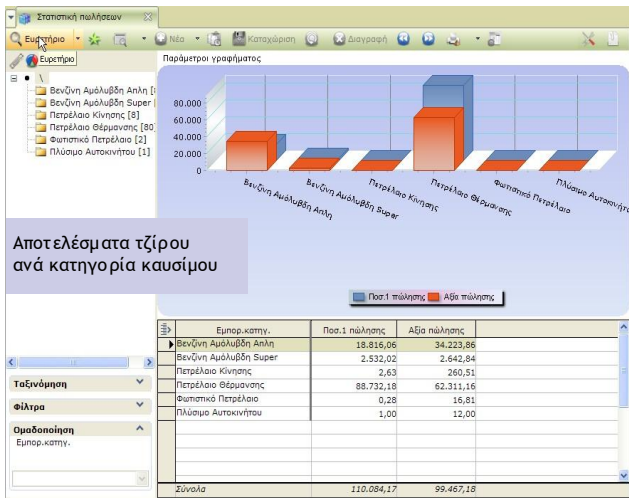 Στατιστική πωλήσεων
Ευρετήριο
Νέο
Καταχώριση
Διαγραφή
Ευρετήριο
Παράμετροι γραφήματος
\
Βενζίνη Αμόλυβδη Απλη [
Βενζίνη Αμόλυβδη Super [
Πετρέλαιο Κίνησης [8]
Πετρέλαιο Θέρμανσης [80]
Φωτιστικό Πετρέλαιο [2]
Πλύσιμο Αυτοκινήτου [1]
80.000
60.000
40.000
20.000
0
Βενζίνη Αμόλυβδη Απλη
Βενζίνη Αμόλυβδη Super
Πετρέλαιο Κίνησης
Πετρέλαιο Θέρμανσης
Φωτιστικό Πετρέλαιο
Πλύσιμο Αυτοκινήτου
Αποτελέσματα τζίρου
ανά κατηγορία καυσίμου
Ποσ.1 πώλησης Αξία πώλησης
Εμπορ.κατηγ. Ποσ.1 πώλησης Αξία πώλησης
Βενζίνη Αμόλυβδη Απλη 18.816,06 34.223,86
Βενζίνη Αμόλυβδη Super 2.532,02 2.642,84
Πετρέλαιο Κίνησης 2,63 260,51
Πετρέλαιο Θέρμανσης 88.732,18 62.311,16
Φωτιστικό Πετρέλαιο 0,28 16,81
Πλύσιμο Αυτοκινήτου 1,00 12,00
Σύνολα 110.084,17 99.467,18
Ταξινόμηση
Φίλτρα
Ομαδοποίηση
Εμπορ.κατηγ.